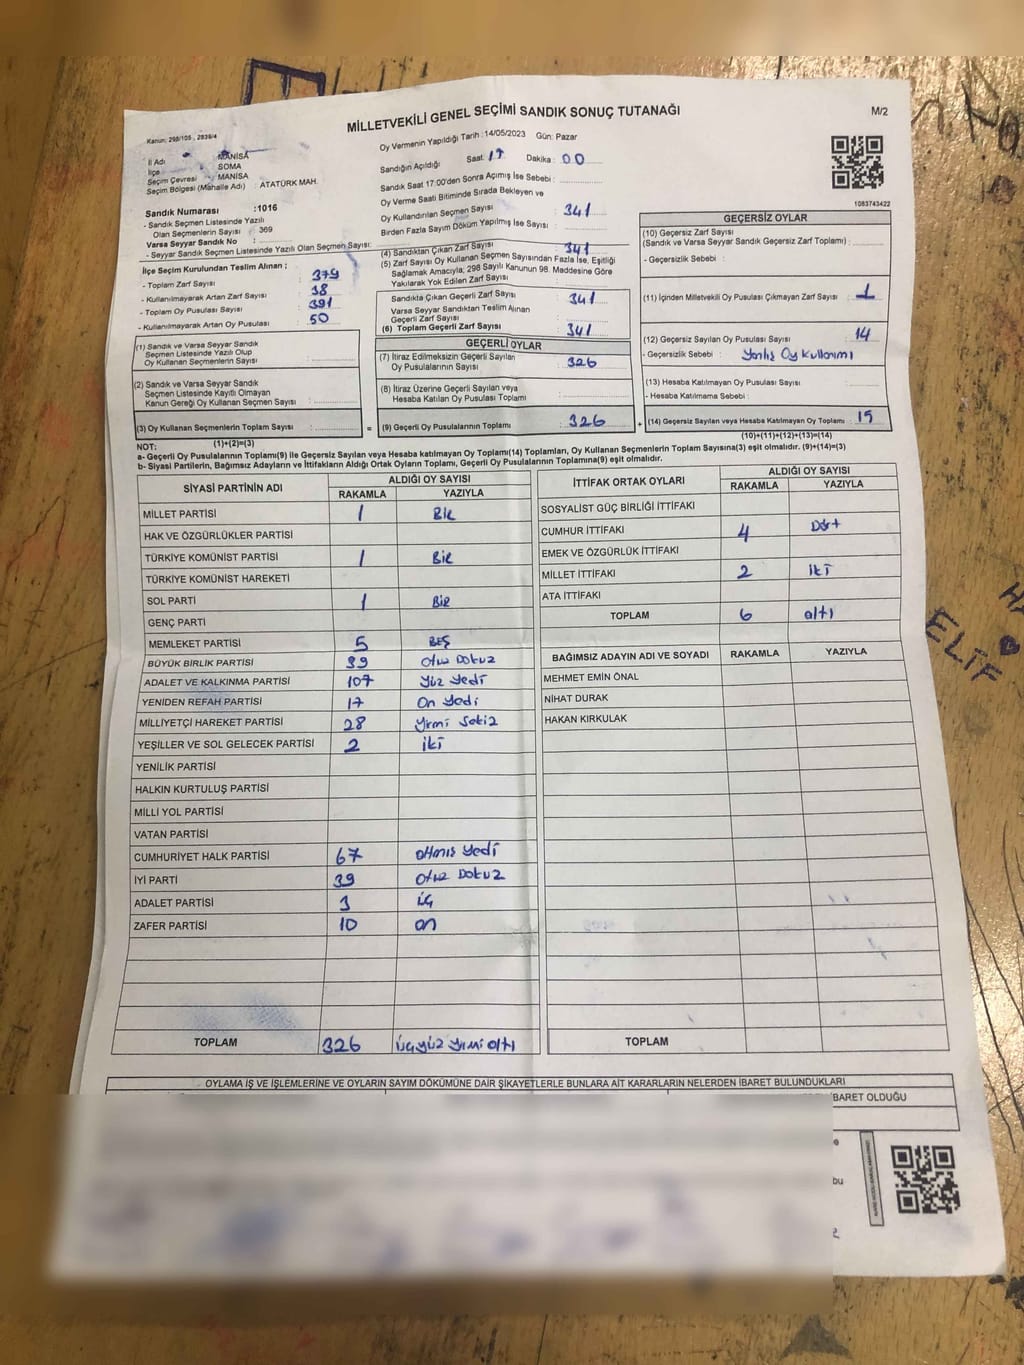 MİLLETVEKİLİ GENEL SEÇİMİ SANDIK SONUÇ TUTANAĞI
M/2
Kanun: 298/105 , 2839/4
İl Adı : MANİSA
İlçe : SOMA
Seçim Çevresi : MANİSA
Seçim Bölgesi (Mahalle Adı) : ATATÜRK MAH.
Sandık Numarası :1016
- Sandık Seçmen Listesinde Yazılı
Olan Seçmenlerin Sayısı : 369
Varsa Seyyar Sandık No :
- Seyyar Sandık Seçmen Listesinde Yazılı Olan Seçmen Sayısı:
İlçe Seçim Kurulundan Teslim Alınan ;
- Toplam Zarf Sayısı : 379
- Kullanılmayarak Artan Zarf Sayısı : 38
- Toplam Oy Pusulası Sayısı : 391
- Kullanılmayarak Artan Oy Pusulası : 50
(1) Sandık ve Varsa Seyyar Sandık
Seçmen Listesinde Yazılı Olup
Oy Kullanan Seçmenlerin Sayısı :
(2) Sandık ve Varsa Seyyar Sandık
Seçmen Listesinde Kayıtlı Olmayan
Kanun Gereği Oy Kullanan Seçmen Sayısı :
(3) Oy Kullanan Seçmenlerin Toplam Sayısı :
(1)+(2)=(3)
Oy Vermenin Yapıldığı Tarih :14/05/2023 Gün: Pazar
Sandığın Açıldığı Saat: 17 Dakika : 00
Sandık Saat 17:00'den Sonra Açımış İse Sebebi :
Oy Verme Saati Bitiminde Sırada Bekleyen ve
Oy Kullandırılan Seçmen Sayısı : 341
Birden Fazla Sayım Döküm Yapılmış İse Sayısı :
(4) Sandıktan Çıkan Zarf Sayısı : 341
(5) Zarf Sayısı Oy Kullanan Seçmen Sayısından Fazla İse, Eşitliği
Sağlamak Amacıyla; 298 Sayılı Kanunun 98. Maddesine Göre
Yakılarak Yok Edilen Zarf Sayısı :
Sandıkta Çıkan Geçerli Zarf Sayısı : 341
Varsa Seyyar Sandıktan Teslim Alınan
Geçerli Zarf Sayısı :
(6) Toplam Geçerli Zarf Sayısı : 341
GEÇERLİ OYLAR
(7) İtiraz Edilmeksizin Geçerli Sayılan
Oy Pusulalarının Sayısı : 326
(8) İtiraz Üzerine Geçerli Sayılan veya
Hesaba Katılan Oy Pusulası Toplamı :
= (9) Geçerli Oy Pusulalarının Toplamı : 326 +
1083743422
GEÇERSİZ OYLAR
(10) Geçersiz Zarf Sayısı
(Sandık ve Varsa Seyyar Sandık Geçersiz Zarf Toplamı) :
- Geçersizlik Sebebi :
(11) İçinden Milletvekili Oy Pusulası Çıkmayan Zarf Sayısı : 1
(12) Geçersiz Sayılan Oy Pusulası Sayısı : 14
- Geçersizlik Sebebi : Yanlış Oy Kullanımı
(13) Hesaba Katılmayan Oy Pusulası Sayısı :
- Hesaba Katılmama Sebebi :
(14) Geçersiz Sayılan veya Hesaba Katılmayan Oy Toplamı : 15
(10)+(11)+(12)+(13)=(14)
NOT:
a- Geçerli Oy Pusulalarının Toplamı(9) ile Geçersiz Sayılan veya Hesaba katılmayan Oy Toplamı(14) Toplamları, Oy Kullanan Seçmenlerin Toplam Sayısına(3) eşit olmalıdır. (9)+(14)=(3)
b- Siyasi Partilerin, Bağımsız Adayların ve İttifakların Aldığı Ortak Oyların Toplamı, Geçerli Oy Pusulalarının Toplamına(9) eşit olmalıdır.
SİYASİ PARTİNİN ADI ALDIĞI OY SAYISI
RAKAMLA YAZIYLA
MİLLET PARTİSİ 1 Bir
HAK VE ÖZGÜRLÜKLER PARTİSİ
TÜRKİYE KOMÜNİST PARTİSİ 1 Bir
TÜRKİYE KOMÜNİST HAREKETİ
SOL PARTİ 1 Bir
GENÇ PARTİ
MEMLEKET PARTİSİ 5 BEŞ
BÜYÜK BİRLİK PARTİSİ 39 Otuz Dokuz
ADALET VE KALKINMA PARTİSİ 107 Yüz Yedi
YENİDEN REFAH PARTİSİ 17 On Yedi
MİLLİYETÇİ HAREKET PARTİSİ 28 Yirmi Sekiz
YEŞİLLER VE SOL GELECEK PARTİSİ 2 iki
YENİLİK PARTİSİ
HALKIN KURTULUŞ PARTİSİ
MİLLİ YOL PARTİSİ
VATAN PARTİSİ
CUMHURİYET HALK PARTİSİ 67 Altmış Yedi
İYİ PARTİ 39 Otuz Dokuz
ADALET PARTİSİ 3 üç
ZAFER PARTİSİ 10 on
TOPLAM 326 üçyüz yirmi altı
İTTİFAK ORTAK OYLARI ALDIĞI OY SAYISI
RAKAMLA YAZIYLA
SOSYALİST GÜÇ BİRLİĞİ İTTİFAKI
CUMHUR İTTİFAKI 4 Dört
EMEK VE ÖZGÜRLÜK İTTİFAKI
MİLLET İTTİFAKI 2 iki
ATA İTTİFAKI
TOPLAM 6 altı
BAĞIMSIZ ADAYIN ADI VE SOYADI RAKAMLA YAZIYLA
MEHMET EMİN ÖNAL
NİHAT DURAK
HAKAN KIRKULAK
TOPLAM
OYLAMA İŞ VE İŞLEMLERİNE VE OYLARIN SAYIM DÖKÜMÜNE DAİR ŞİKAYETLERLE BUNLARA AİT KARARLARIN NELERDEN İBARET BULUNDUKLARI
BARET OLDUĞU
bu
ELİF